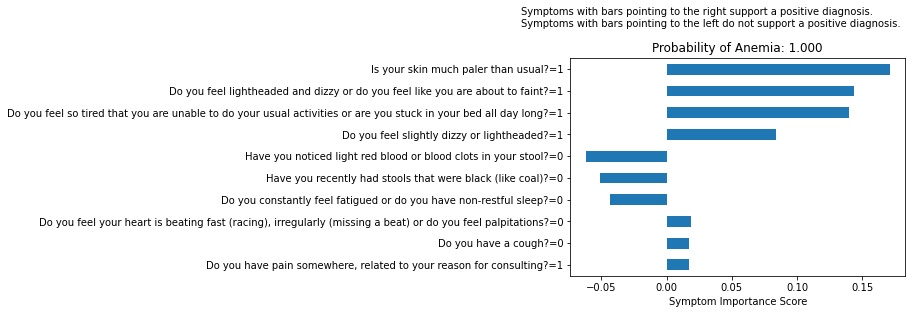 Symptoms with bars pointing to the right support a positive diagnosis.
Symptoms with bars pointing to the left do not support a positive diagnosis.
Probability of Anemia: 1.000
Is your skin much paler than usual?=1
Do you feel lightheaded and dizzy or do you feel like you are about to faint?=1
Do you feel so tired that you are unable to do your usual activities or are you stuck in your bed all day long?=1
Do you feel slightly dizzy or lightheaded?=1
Have you noticed light red blood or blood clots in your stool?=0
Have you recently had stools that were black (like coal)?=0
Do you constantly feel fatigued or do you have non-restful sleep?=0
Do you feel your heart is beating fast (racing), irregularly (missing a beat) or do you feel palpitations?=0
Do you have a cough?=0
Do you have pain somewhere, related to your reason for consulting?=1
−0.05 0.00 0.05 0.10 0.15
Symptom Importance Score